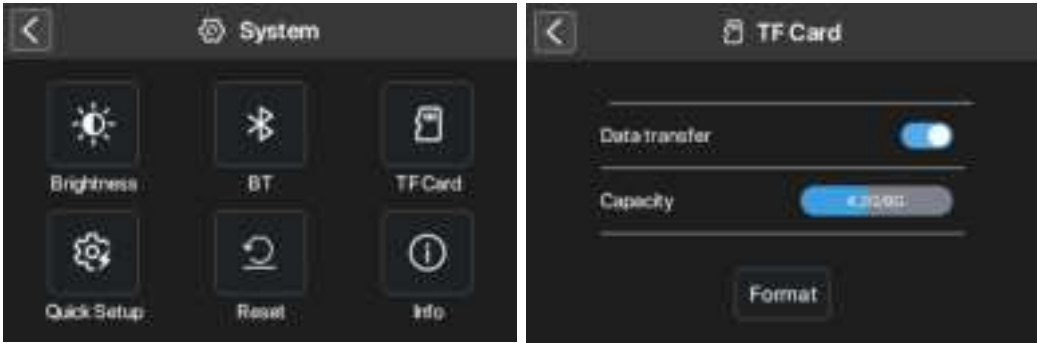 System
Brightness
BT
TF Card
Quick Setup
Reset
Info
TF Card
Data transfer
Capacity
Format